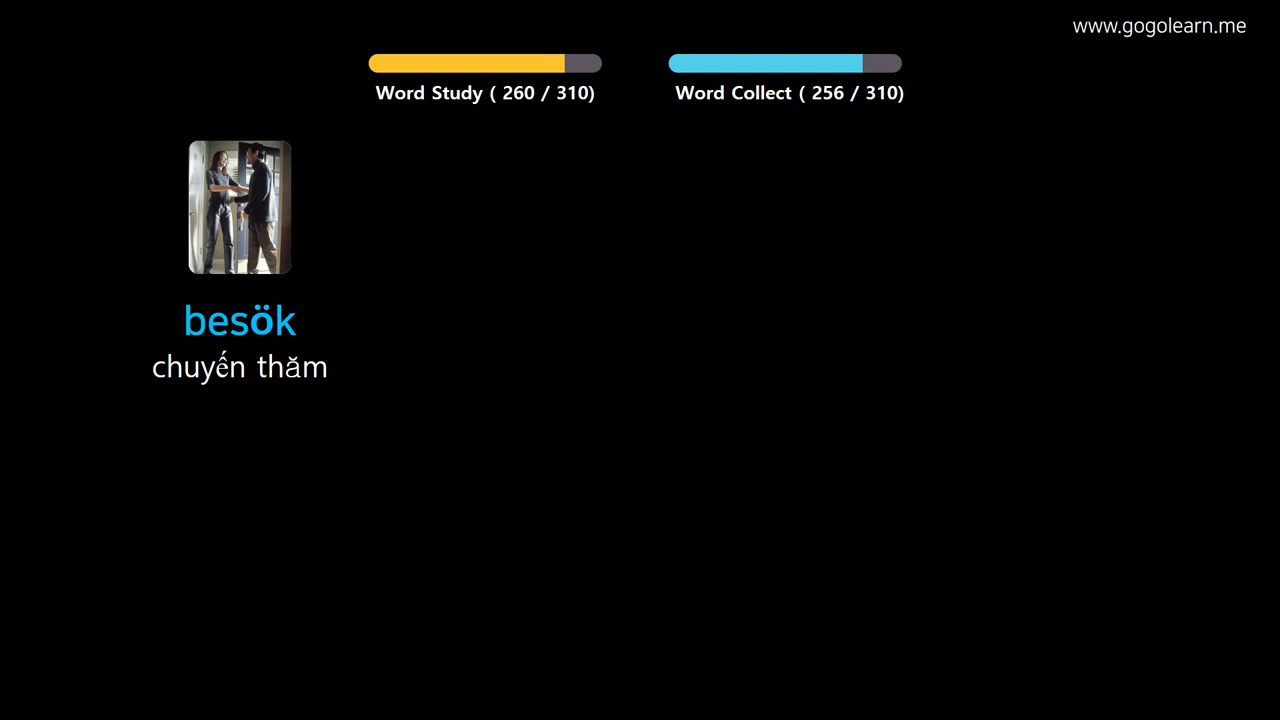 www.gogolearn.me
Word Study ( 260 / 310)
Word Collect ( 256 / 310)
besök
chuyến thăm